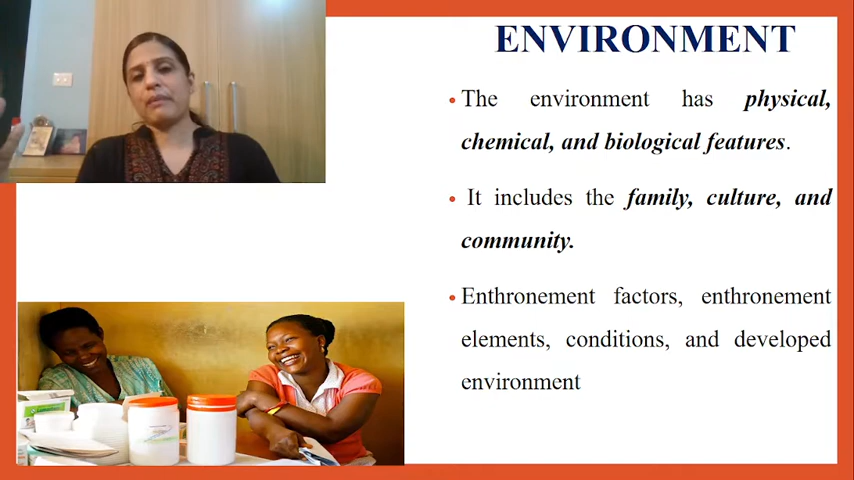 ENVIRONMENT
• The environment has physical,
chemical, and biological features.
• It includes the family, culture, and
community.
• Enthronement factors, enthronement
elements, conditions, and developed
environment